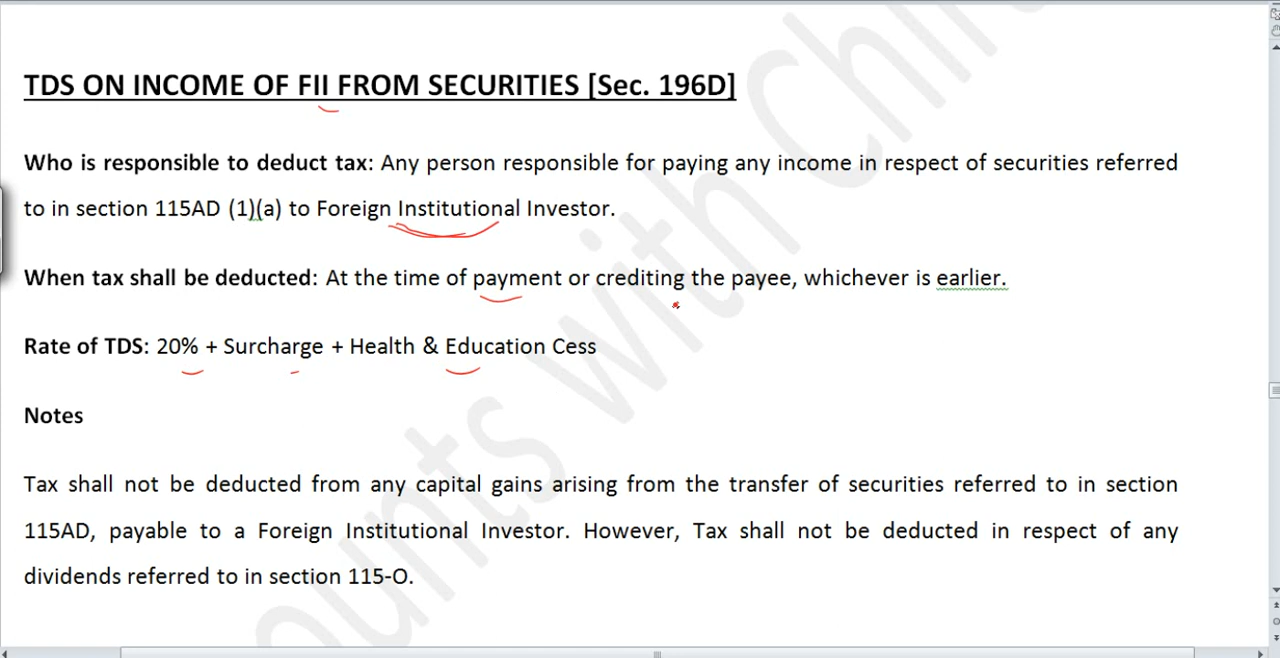 TDS ON INCOME OF FII FROM SECURITIES [Sec. 196D]
Who is responsible to deduct tax: Any person responsible for paying any income in respect of securities referred
to in section 115AD (1)(a) to Foreign Institutional Investor.
When tax shall be deducted: At the time of payment or crediting the payee, whichever is earlier.
Rate of TDS: 20% + Surcharge + Health & Education Cess
Notes
Tax shall not be deducted from any capital gains arising from the transfer of securities referred to in section
115AD, payable to a Foreign Institutional Investor. However, Tax shall not be deducted in respect of any
dividends referred to in section 115-O.